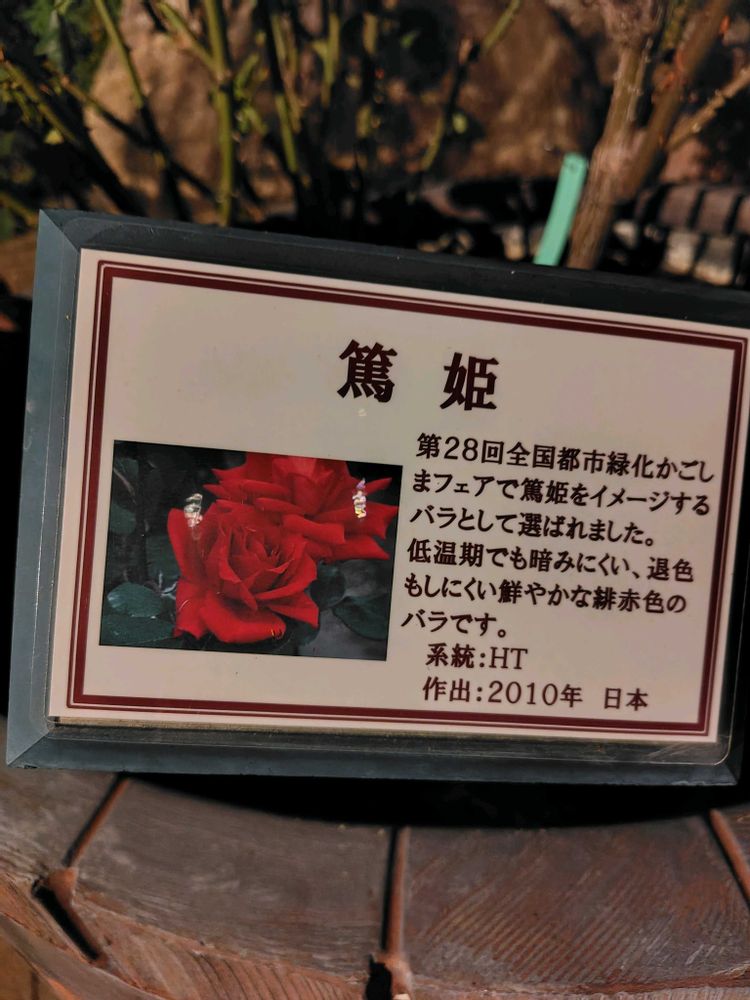 篤姫
第28回全国都市緑化かごし
まフェアで篤姫をイメージする
バラとして選ばれました。
低温期でも暗みにくい、退色
もしにくい鮮やかな緋赤色の
バラです。
系統:HT
作出:2010年 日本